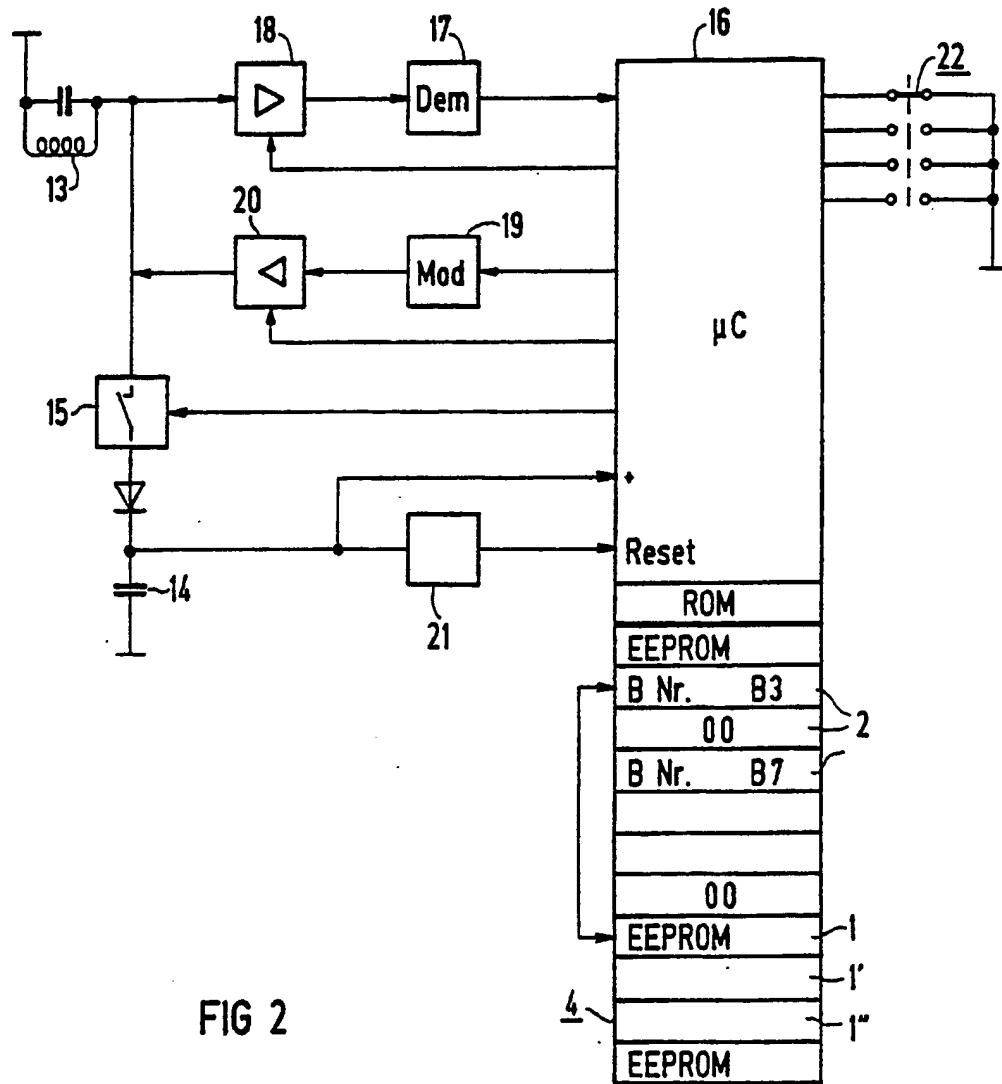 18
17
16
22
Dem
13
20
19
Mod
µC
15
+
Reset
14
21
ROM
EEPROM
B Nr. B3
2
00
B Nr. B7
00
EEPROM
1
1'
FIG 2
4
1"
EEPROM